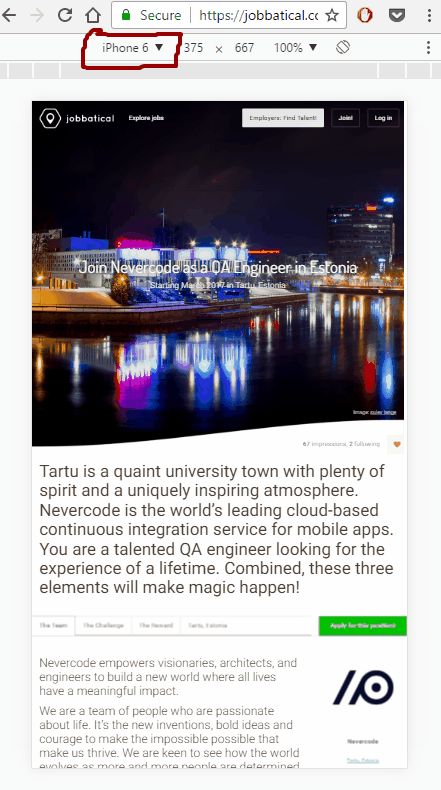 Secure
https://jobbatical.co
iPhone 6 ▼ 375 × 667 100% ▼
jobbatical Explore jobs Employers: Find Talent! Join! Log in
Join Nevercode as a QA Engineer in Estonia
Starting March 2017 in Tartu, Estonia
67 impressions, 2 following
Tartu is a quaint university town with plenty of
spirit and a uniquely inspiring atmosphere.
Nevercode is the world’s leading cloud-based
continuous integration service for mobile apps.
You are a talented QA engineer looking for the
experience of a lifetime. Combined, these three
elements will make magic happen!
The Team The Challenge The Reward Tartu, Estonia Apply for this position!
Nevercode empowers visionaries, architects, and
engineers to build a new world where all lives
have a meaningful impact.
We are a team of people who are passionate
about life. It’s the new inventions, bold ideas and
courage to make the impossible possible that
make us thrive. We are keen to see how the world
evolves as more and more people are determined
Nevercode
Tartu, Estonia